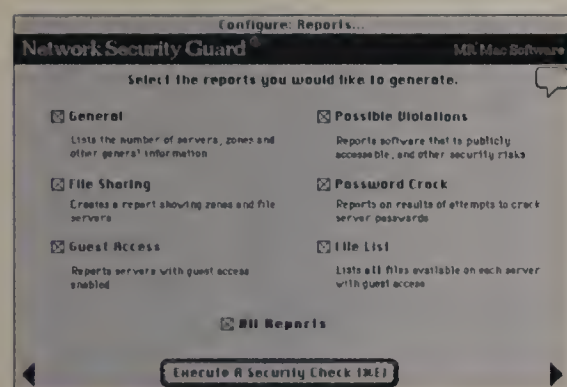 Configure: Reports...
Network Security Guard ®
MR Mac Software
Select the reports you would like to generate.
General
Lists the number of servers, zones and
other general information
File Sharing
Creates a report showing zones and file
servers
Guest Access
Reports servers with guest access
enabled
Possible Violations
Reports software that is publicly
accessable, and other security risks
Password Crack
Reports on results of attempts to crack
server passwords
File List
Lists all files available on each server
with guest access
All Reports
Execute A Security Check (⌘E)